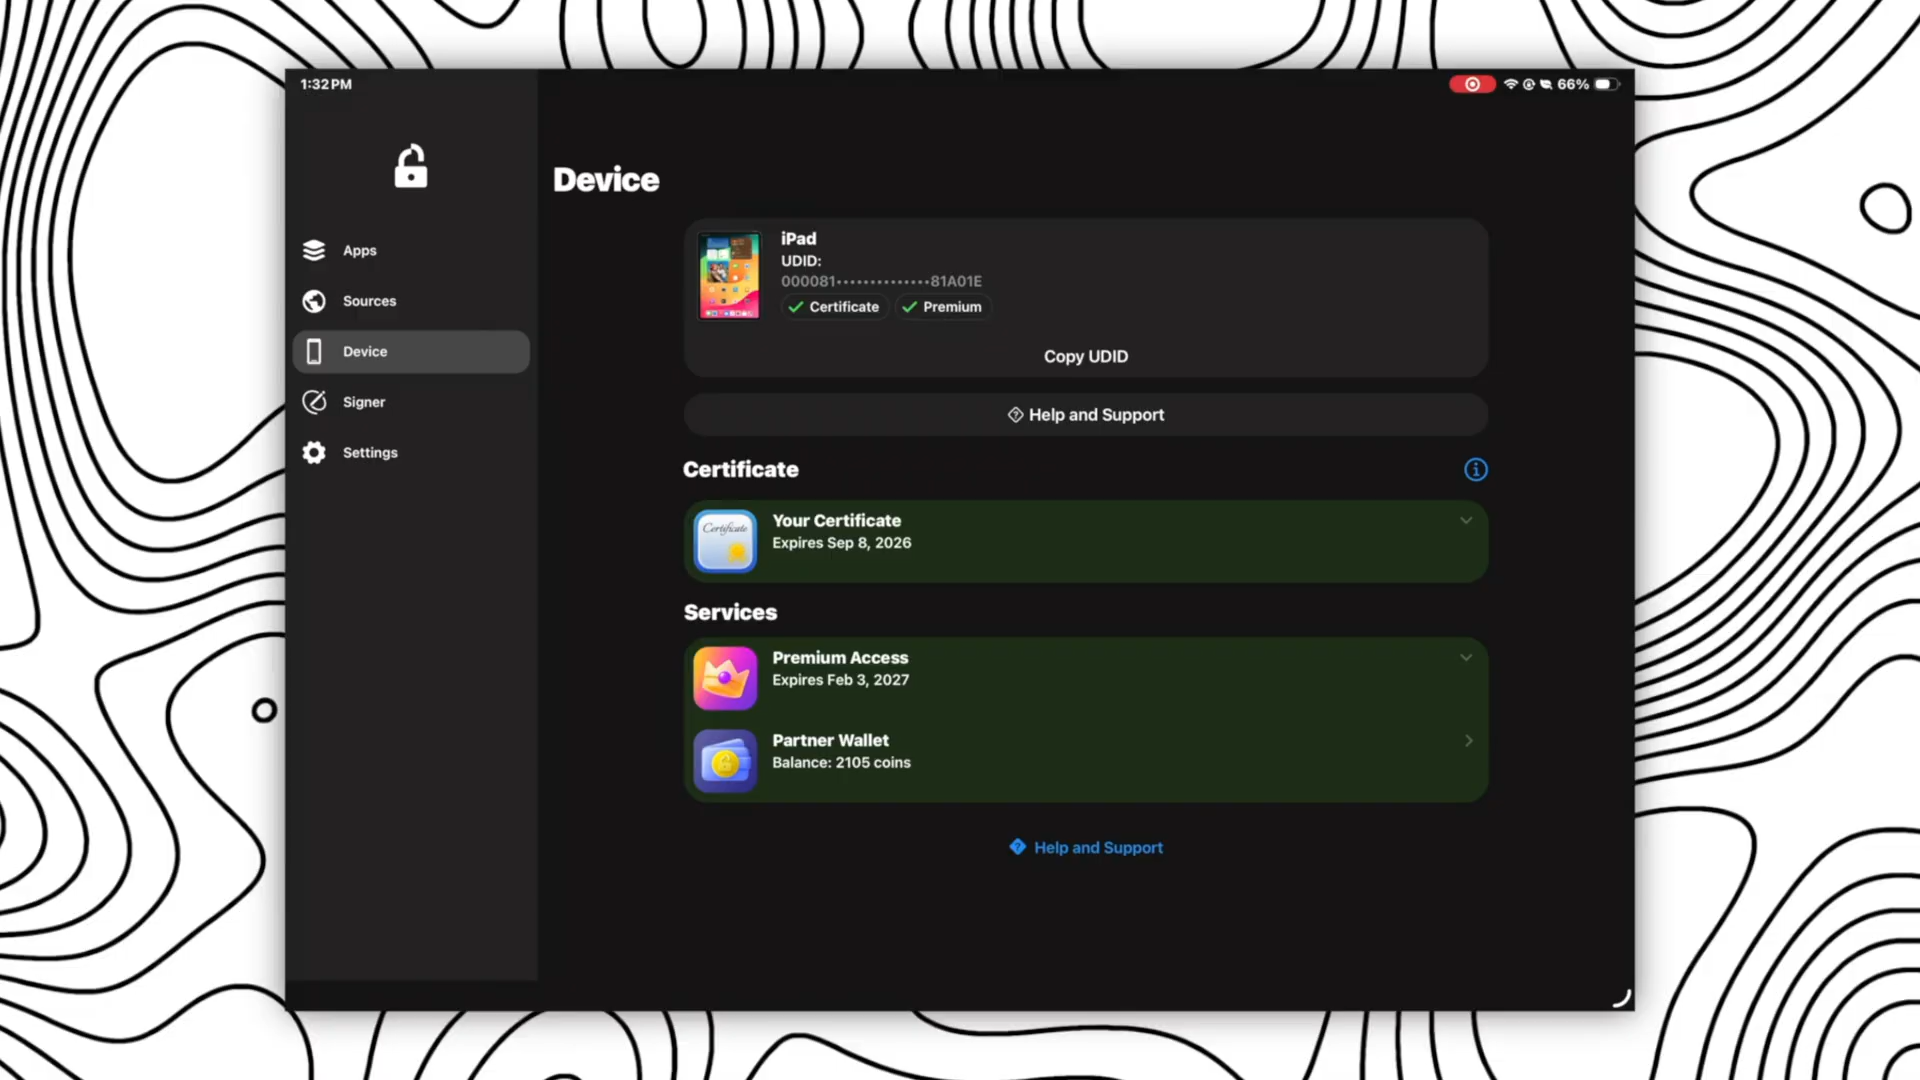 1:32 PM
66%
Apps
Sources
Device
Signer
Settings
Device
iPad
UDID:
000081••••••••••••••81A01E
Certificate
Premium
Copy UDID
Help and Support
Certificate
Certificate
Your Certificate
Expires Sep 8, 2026
Services
Premium Access
Expires Feb 3, 2027
Partner Wallet
Balance: 2105 coins
Help and Support